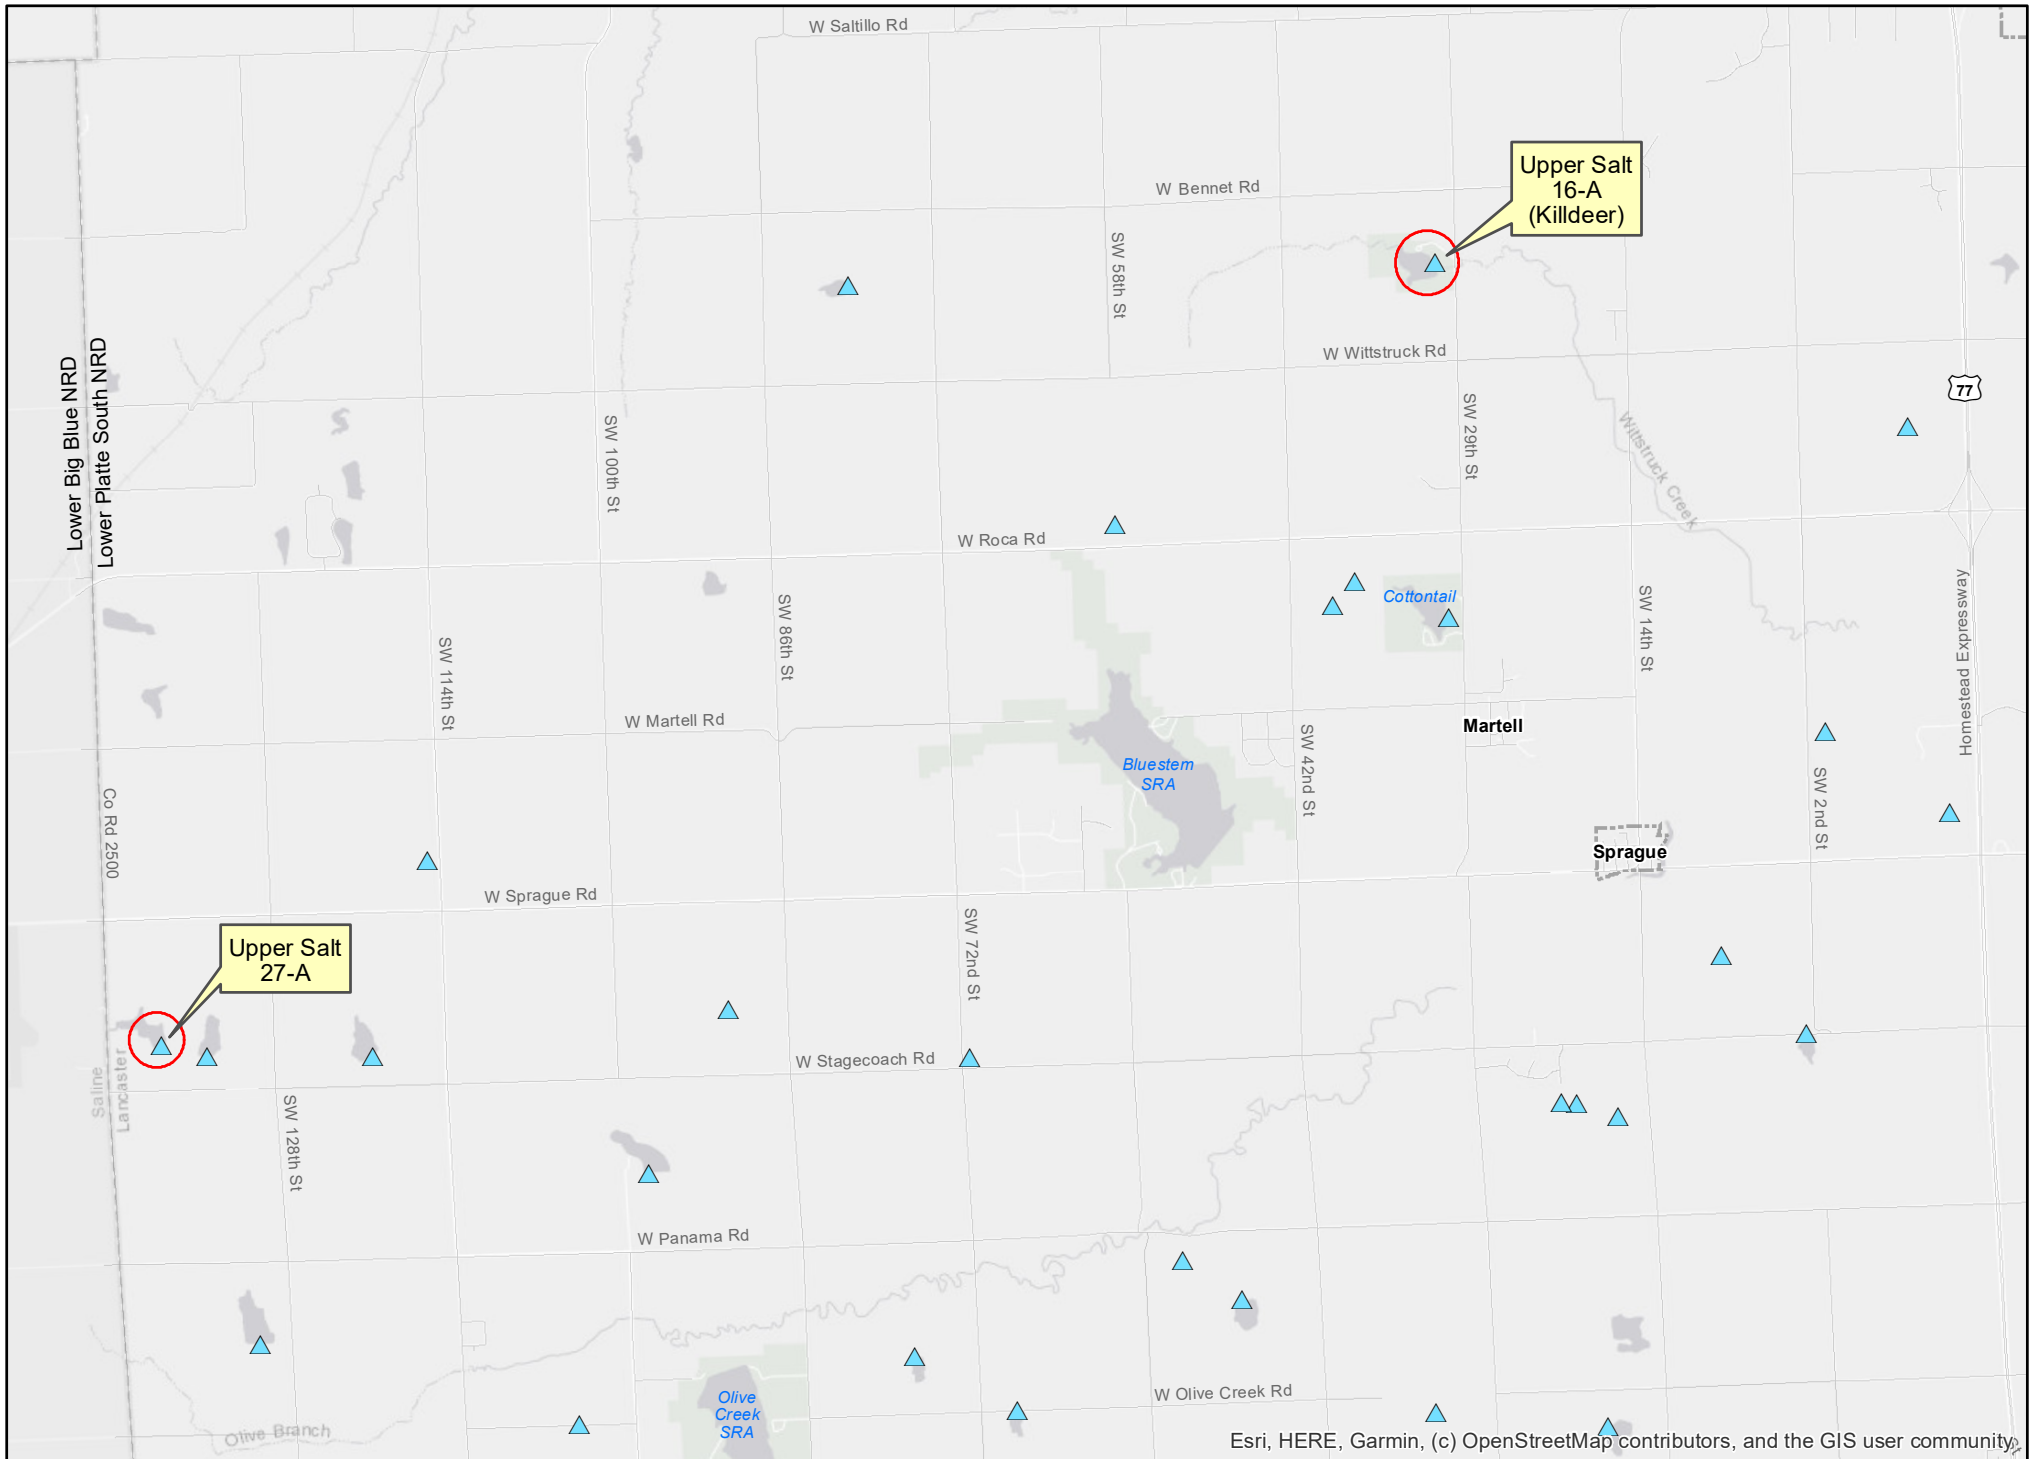 W Saltillo Rd
Upper Salt
16-A
(Killdeer)
W Bennet Rd
SW 58th St
W Wittstruck Rd
77
Lower Big Blue NRD
Lower Platte South NRD
SW 100th St
SW 29th St
Wittstruck Creek
W Roca Rd
Cottontail
SW 86th St
SW 14th St
Homestead Expressway
SW 114th St
W Martell Rd
Martell
Bluestem
SRA
SW 42nd St
SW 2nd St
Co Rd 2500
Sprague
W Sprague Rd
SW 72nd St
Upper Salt
27-A
W Stagecoach Rd
Saline
Lancaster
SW 128th St
W Panama Rd
W Olive Creek Rd
Olive
Creek
SRA
Olive Branch
Esri, HERE, Garmin, (c) OpenStreetMap contributors, and the GIS user community
St